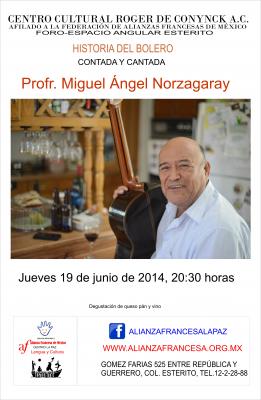 CENTRO CULTURAL ROGER DE CONYNCK A.C.
AFILADO A LA FEDERACIÓN DE ALIANZAS FRANCESAS DE MÉXICO
FORO-ESPACIO ANGULAR ESTERITO
HISTORIA DEL BOLERO
CONTADA Y CANTADA
Profr. Miguel Ángel Norzagaray
Jueves 19 de junio de 2014, 20:30 horas
Degustación de queso pán y vino
af
Alianza Francesa de México
CENTRO LA PAZ
Lengua y Cultura
ALIANZAFRANCESALAPAZ
WWW.ALIANZAFRANCESA.ORG.MX
GOMEZ FARIAS 525 ENTRE REPÚBLICA Y
GUERRERO, COL. ESTERITO, TEL.12-2-28-88